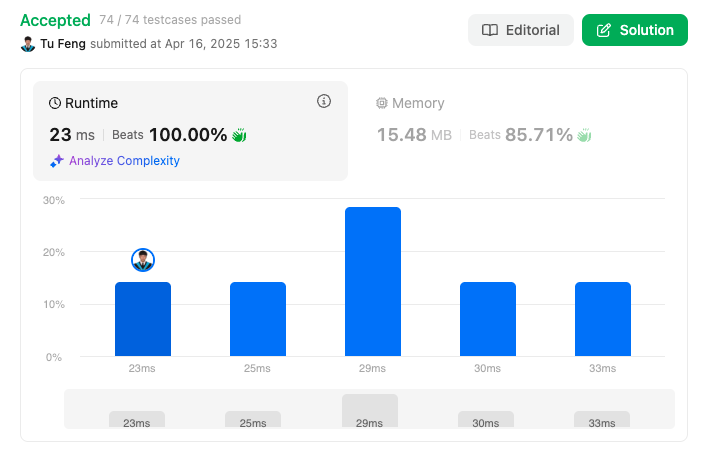 Accepted 74 / 74 testcases passed
Tu Feng submitted at Apr 16, 2025 15:33
Editorial
Solution
Runtime
23 ms | Beats 100.00%
Analyze Complexity
Memory
15.48 MB | Beats 85.71%
30%
20%
10%
0%
23ms 25ms 29ms 30ms 33ms
23ms 25ms 29ms 30ms 33ms